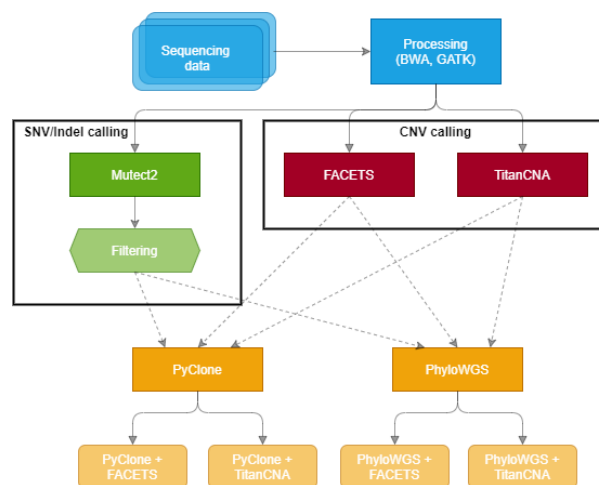 Sequencing
data
Processing
(BWA, GATK)
SNV/Indel calling
CNV calling
Mutect2
FACETS
TitanCNA
Filtering
PyClone
PhyloWGS
PyClone +
FACETS
PyClone +
TitanCNA
PhyloWGS +
FACETS
PhyloWGS +
TitanCNA